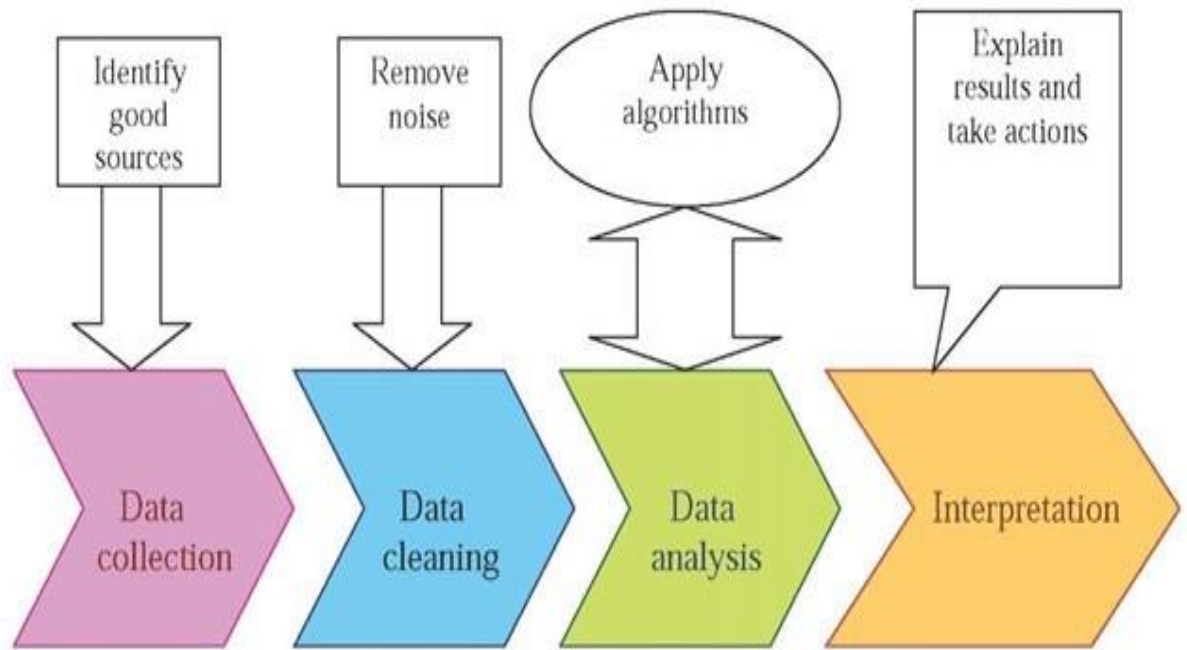 Identify
good
sources
Remove
noise
Apply
algorithms
Explain
results and
take actions
Data
collection
Data
cleaning
Data
analysis
Interpretation